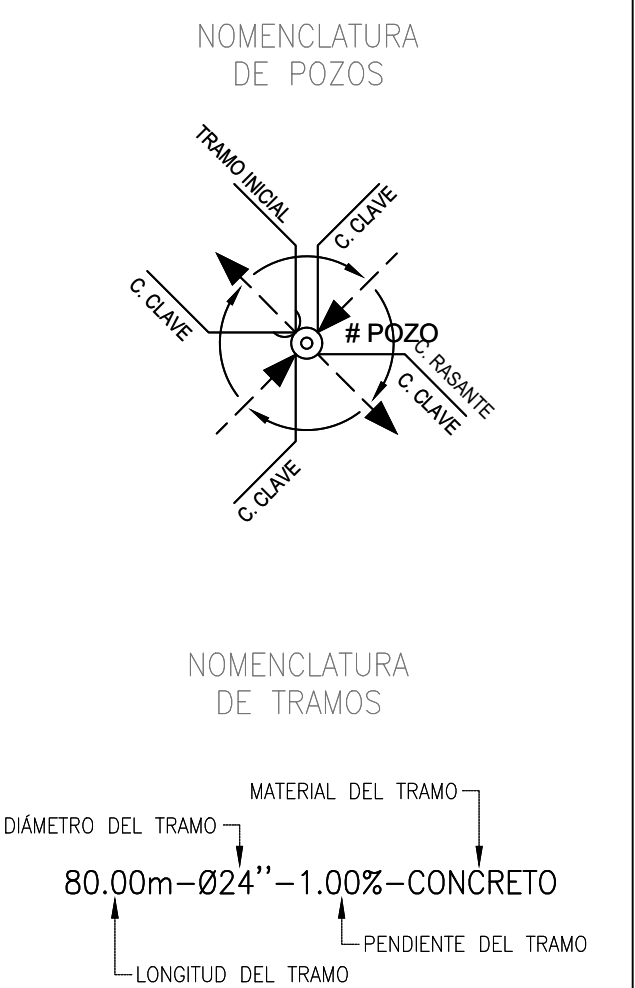 NOMENCLATURA
DE POZOS
TRAMO INICIAL
C. CLAVE
C. CLAVE
# POZO
C. RASANTE
C. CLAVE
C. CLAVE
NOMENCLATURA
DE TRAMOS
MATERIAL DEL TRAMO
DIÁMETRO DEL TRAMO
80.00m-Ø24''-1.00%-CONCRETO
PENDIENTE DEL TRAMO
LONGITUD DEL TRAMO